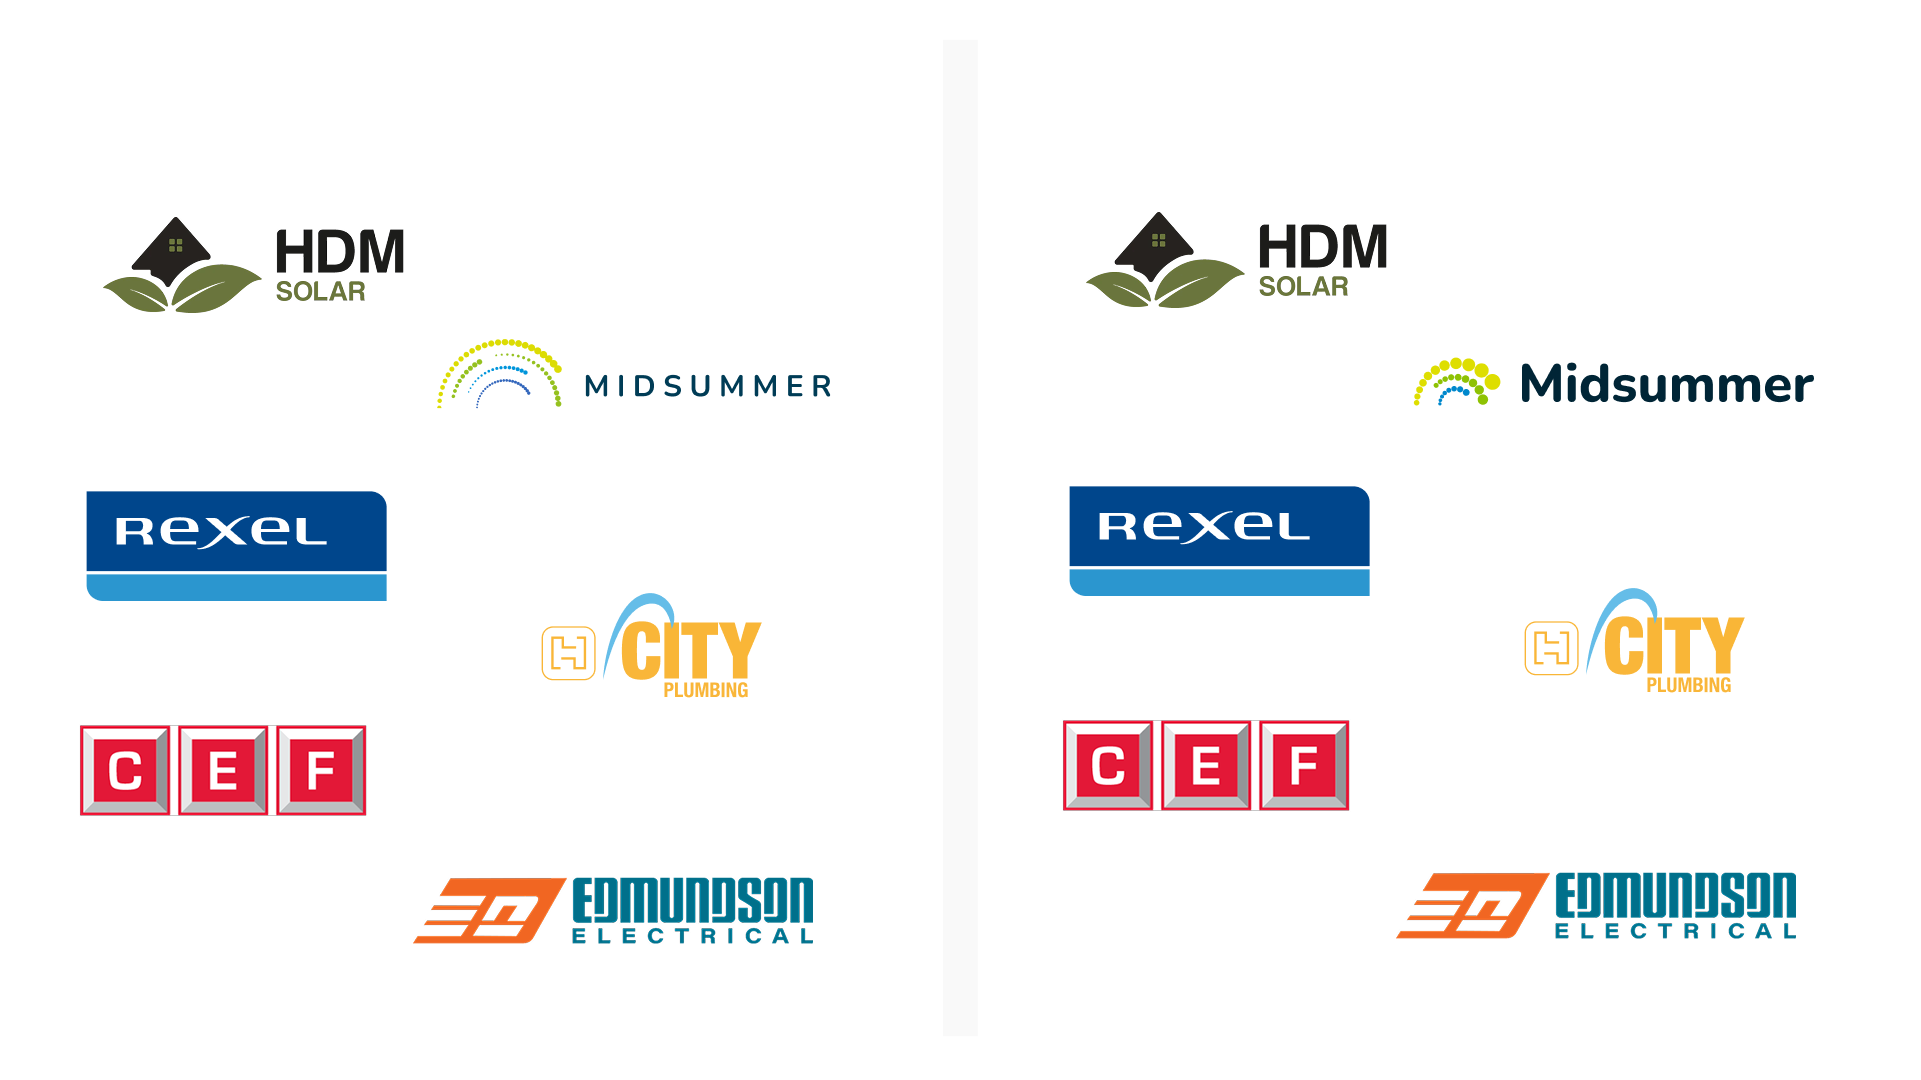 HDM
SOLAR
MIDSUMMER
REXEL
CITY
PLUMBING
C E F
EDMUNDSON
ELECTRICAL
HDM
SOLAR
Midsummer
REXEL
CITY
PLUMBING
C E F
EDMUNDSON
ELECTRICAL